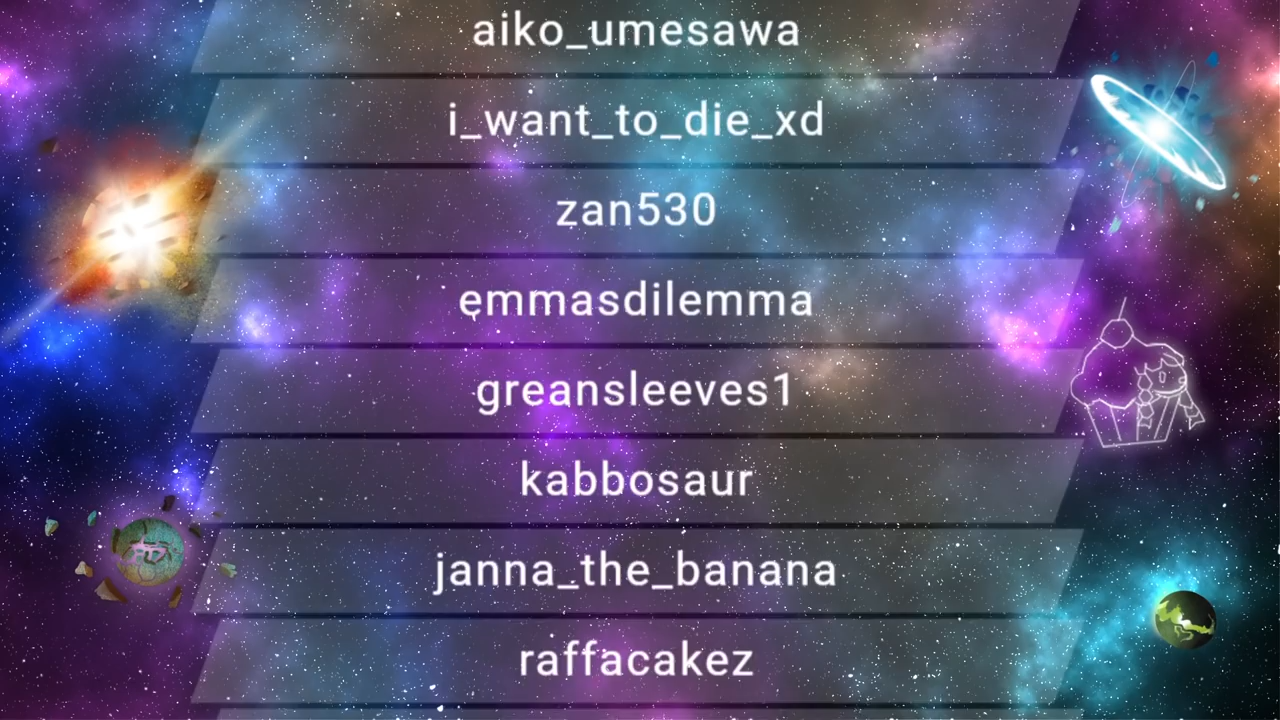 aiko_umesawa
i_want_to_die_xd
zan530
emmasdilemma
greansleeves1
kabbosaur
janna_the_banana
raffacakez